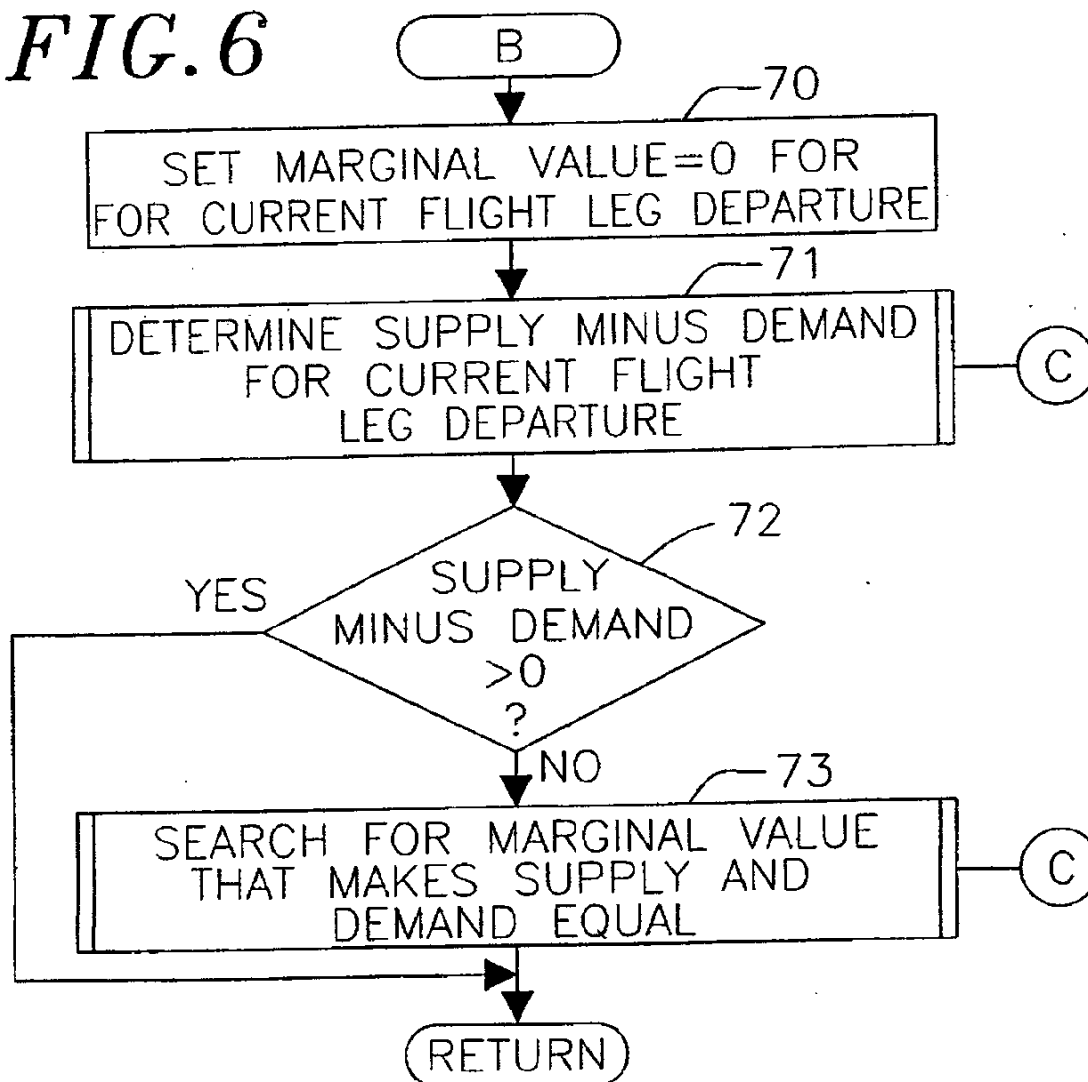 FIG. 6
B
70
SET MARGINAL VALUE=0 FOR
FOR CURRENT FLIGHT LEG DEPARTURE
71
DETERMINE SUPPLY MINUS DEMAND
FOR CURRENT FLIGHT
LEG DEPARTURE
C
72
SUPPLY
MINUS DEMAND
>0
?
YES
NO
73
SEARCH FOR MARGINAL VALUE
THAT MAKES SUPPLY AND
DEMAND EQUAL
C
RETURN